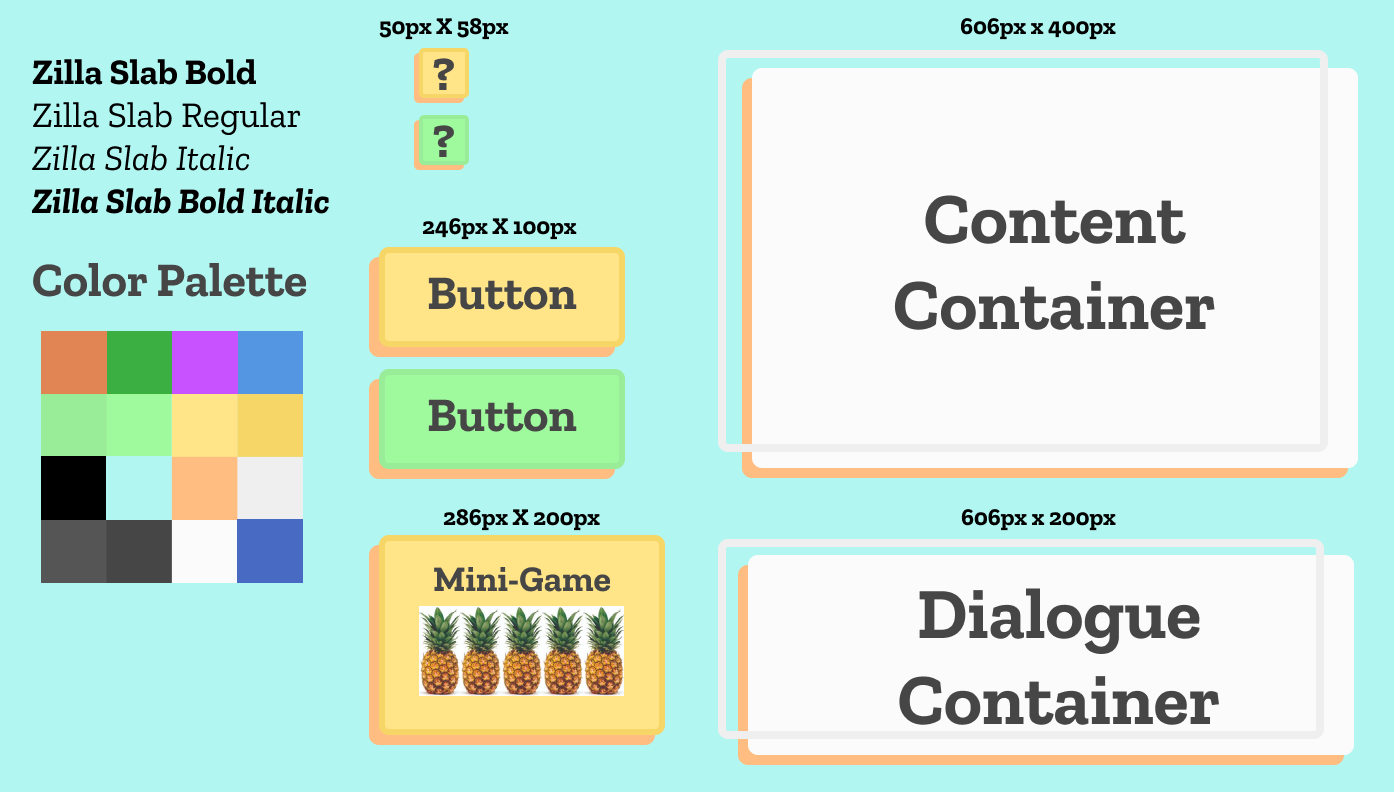 Zilla Slab Bold
Zilla Slab Regular
Zilla Slab Italic
Zilla Slab Bold Italic
Color Palette
50px X 58px
?
?
246px X 100px
Button
Button
286px X 200px
Mini-Game
606px x 400px
Content
Container
606px x 200px
Dialogue
Container